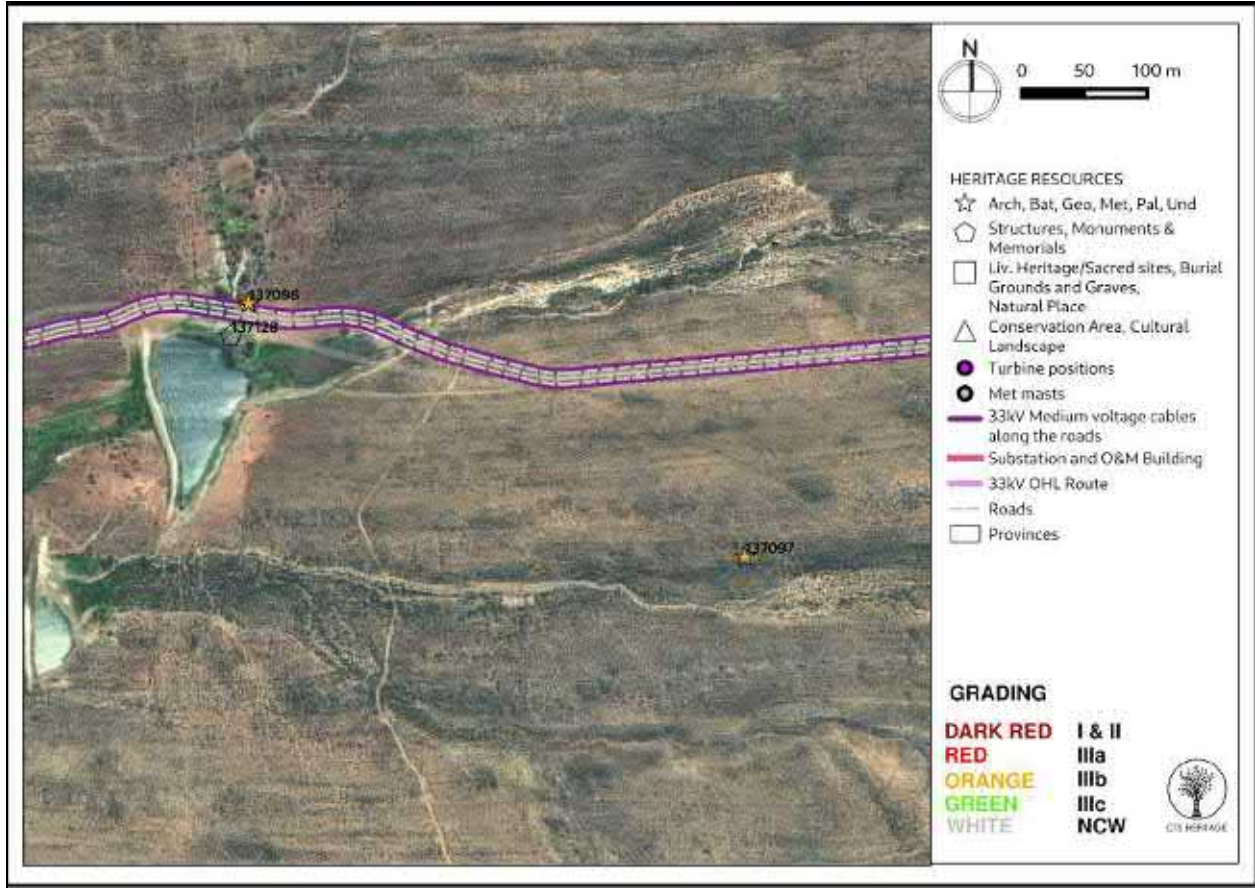 N
0 50 100 m
HERITAGE RESOURCES
Arch, Bat, Geo, Met, Pal, Und
Structures, Monuments &
Memorials
Liv. Heritage/Sacred sites, Burial
Grounds and Graves,
Natural Place
Conservation Area, Cultural
Landscape
Turbine positions
Met masts
33kV Medium voltage cables
along the roads
Substation and O&M Building
33kV OHL Route
Roads
Provinces
137096
137128
137097
GRADING
DARK RED I & II
RED IIIa
ORANGE IIIb
GREEN IIIc
WHITE NCW
CTS HERITAGE